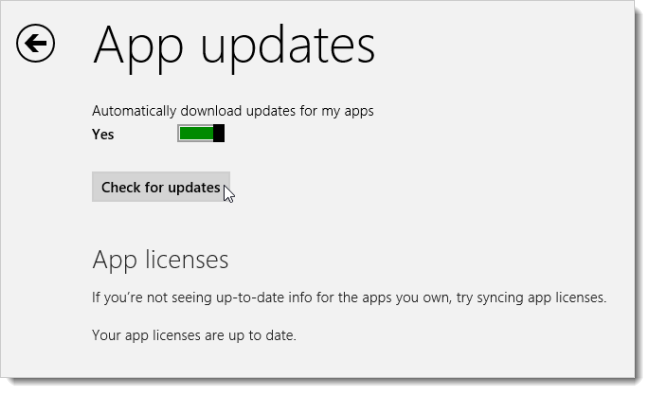 App updates
Automatically download updates for my apps
Yes
Check for updates
App licenses
If you're not seeing up-to-date info for the apps you own, try syncing app licenses.
Your app licenses are up to date.